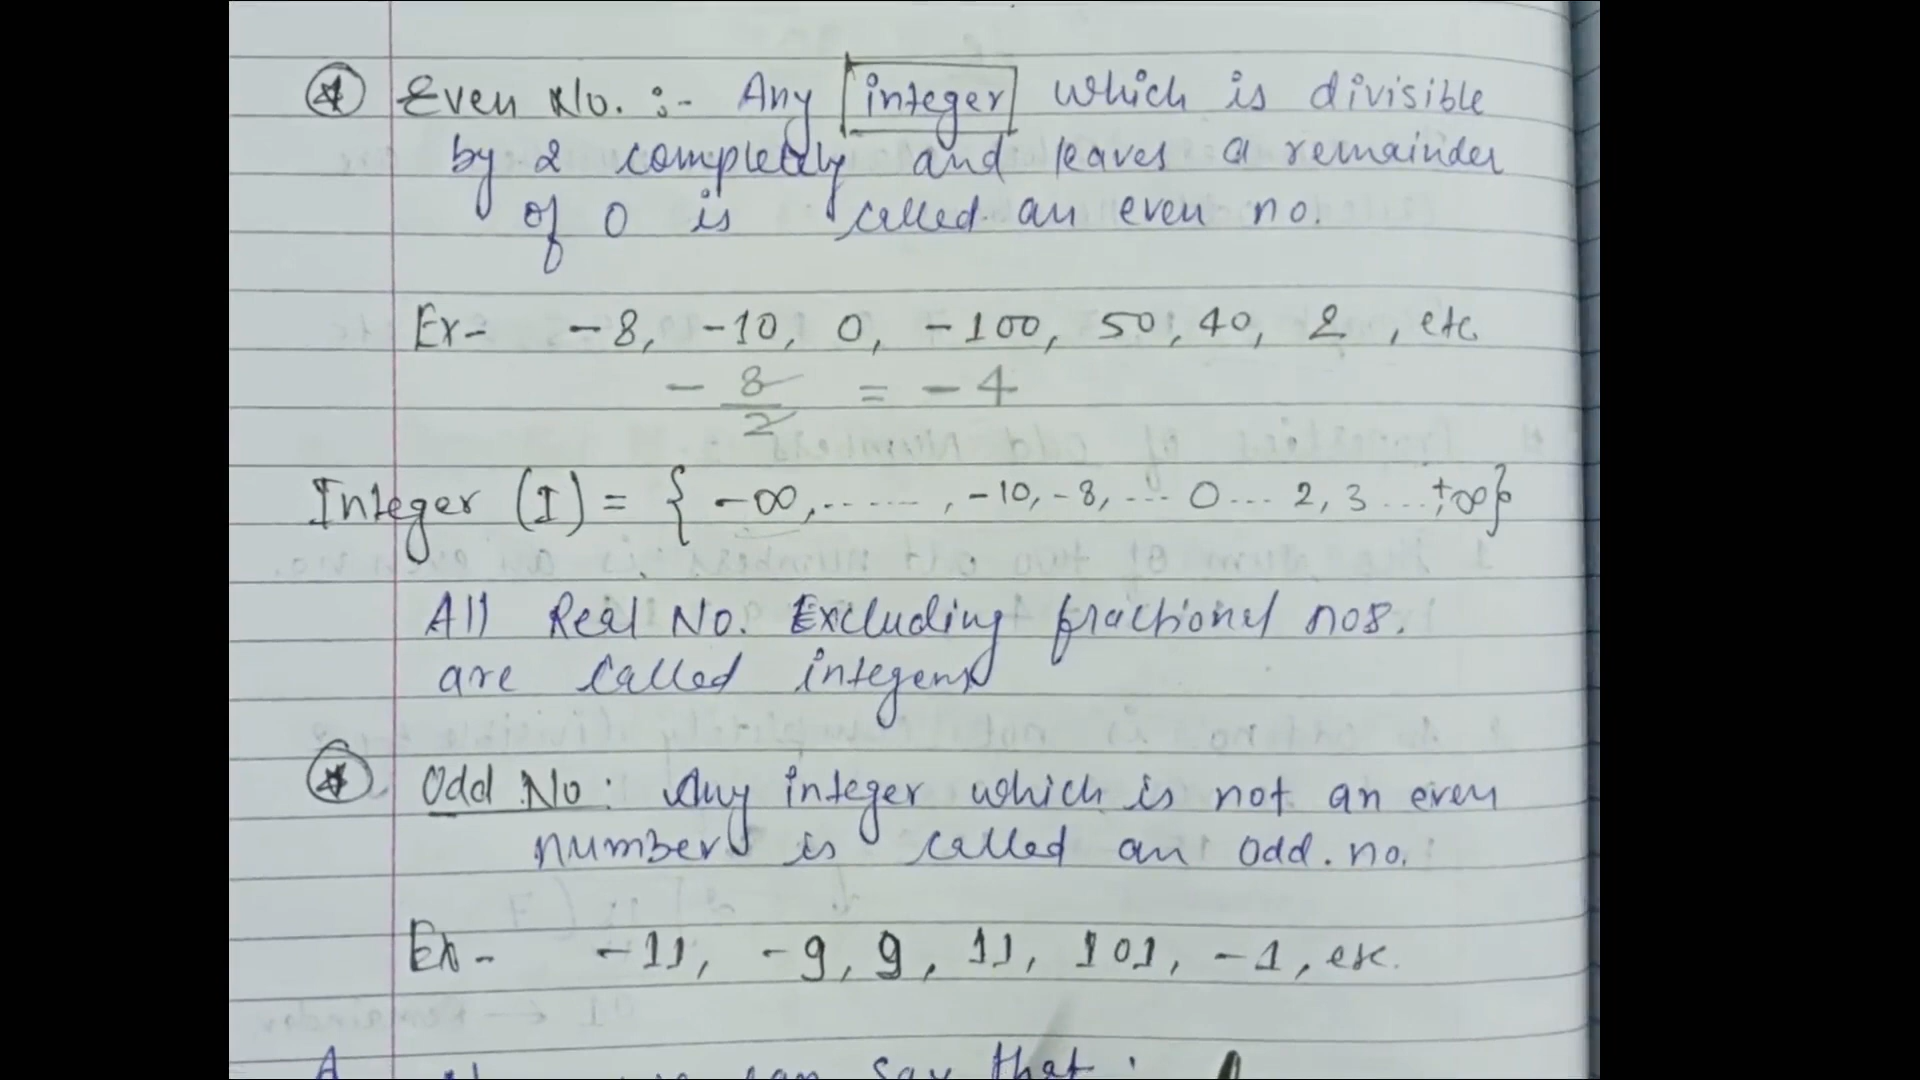 Even No. :- Any integer which is divisible
by 2 completely and leaves a remainder
of 0 is called an even no.
Ex- -8, -10, 0, -100, 50, 40, 2, etc
- 8/2 = -4
Integer (I) = { -∞, ......., -10, -8, ... 0 ... 2, 3 ..., +∞}
All Real No. Excluding fractional nos.
are called integers
Odd No: Any integer which is not an even
number is called an odd. no.
Ex- -11, -9, 9, 11, 101, -1, etc.
can say that :